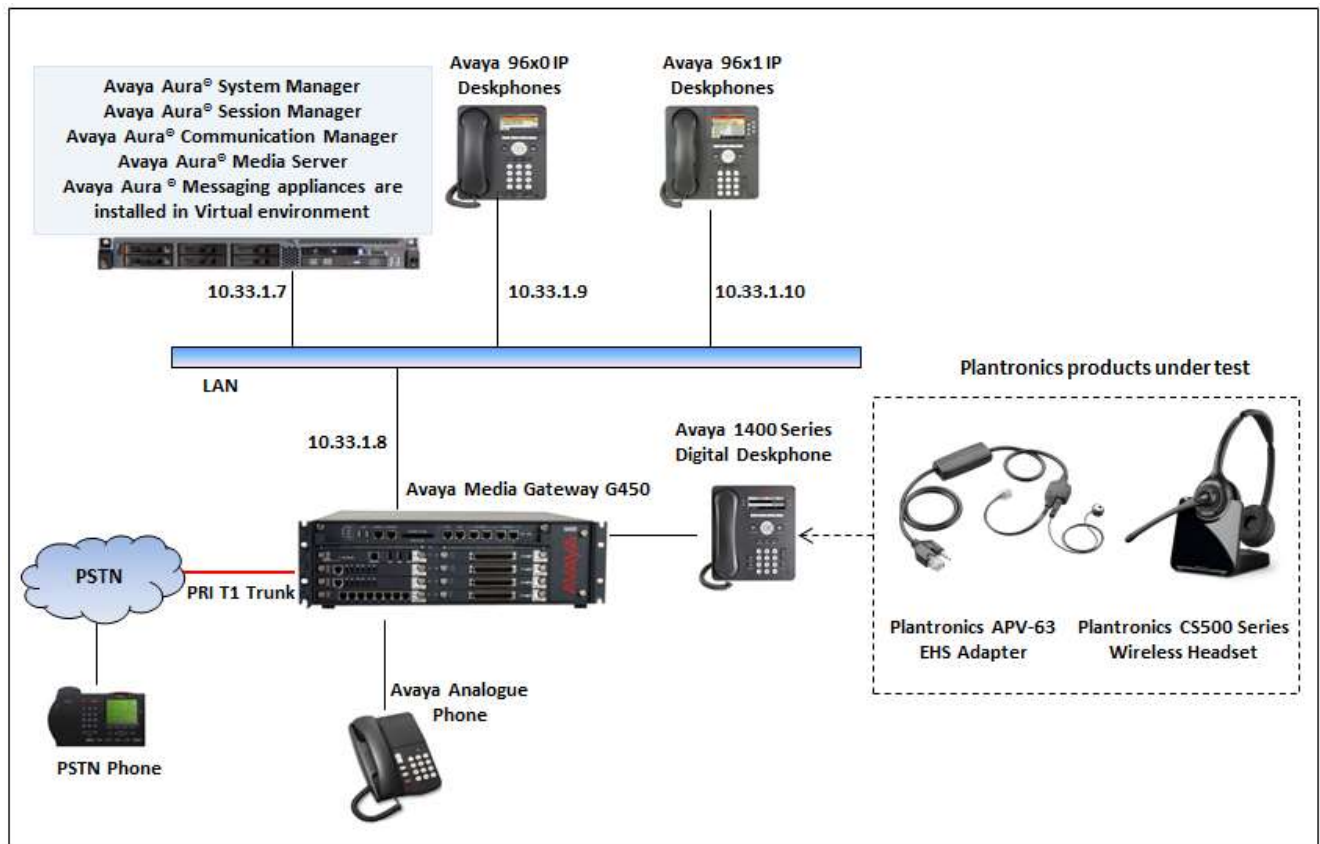 Avaya Aura® System Manager
Avaya Aura® Session Manager
Avaya Aura® Communication Manager
Avaya Aura® Media Server
Avaya Aura ® Messaging appliances are
installed in Virtual environment
Avaya 96x0 IP
Deskphones
Avaya 96x1 IP
Deskphones
10.33.1.7
10.33.1.9
10.33.1.10
LAN
Plantronics products under test
10.33.1.8
Avaya 1400 Series
Digital Deskphone
Avaya Media Gateway G450
AVAYA
PSTN
PRI T1 Trunk
Plantronics APV-63
EHS Adapter
Plantronics CS500 Series
Wireless Headset
Avaya Analogue
Phone
PSTN Phone